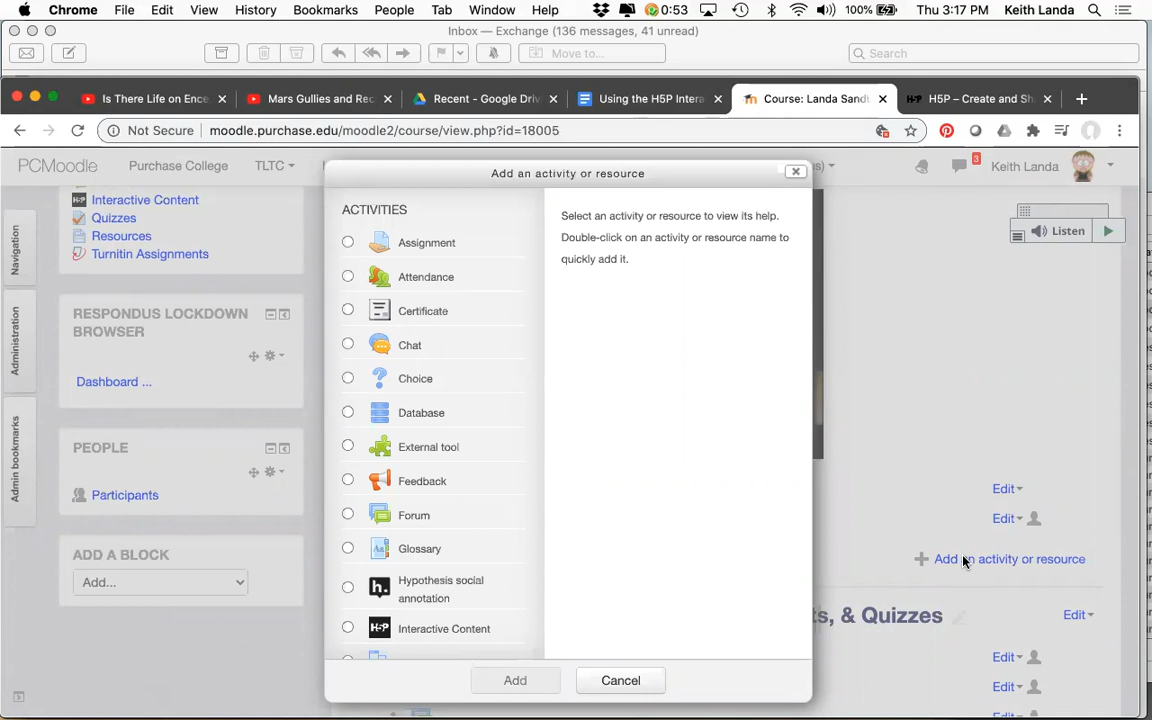 Chrome File Edit View History Bookmarks People Tab Window Help 0:53 100% Thu 3:17 PM Keith Landa
Inbox — Exchange (136 messages, 41 unread)
Move to...
Search
Is There Life on Ence
Mars Gullies and Rec
Recent - Google Driv
Using the H5P Intera
Course: Landa Sandb
H5P – Create and Sh
Not Secure moodle.purchase.edu/moodle2/course/view.php?id=18005
PCMoodle Purchase College TLTC 3 Keith Landa
Navigation
Administration
Admin bookmarks
Interactive Content
Quizzes
Resources
Turnitin Assignments
RESPONDUS LOCKDOWN
BROWSER
Dashboard ...
PEOPLE
Participants
ADD A BLOCK
Add...
Add an activity or resource
ACTIVITIES
Assignment
Attendance
Certificate
Chat
Choice
Database
External tool
Feedback
Forum
Glossary
Hypothesis social
annotation
Interactive Content
Select an activity or resource to view its help.
Double-click on an activity or resource name to
quickly add it.
Add
Cancel
Listen
Edit
Edit
Add an activity or resource
ts, & Quizzes
Edit
Edit
Edit